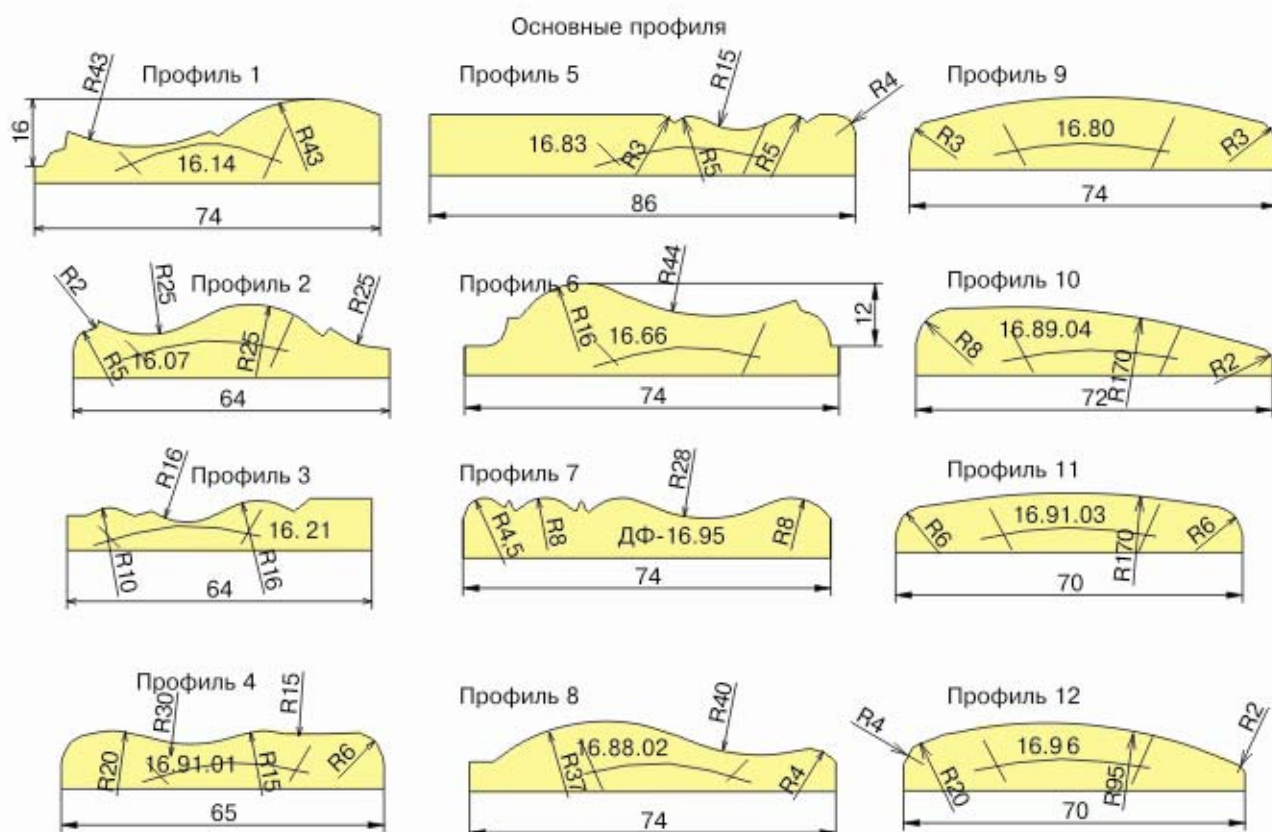 Основные профиля
Профиль 1
R43
16
16.14
R43
74
Профиль 2
R2
R25
R25
R5
16.07
R25
64
Профиль 3
R16
16. 21
R10
R16
64
Профиль 4
R30
R15
R20
16.91.01
R15
R6
65
Профиль 5
R15
R4
16.83
R3
R5
R5
86
Профиль 6
R44
R16
16.66
12
74
Профиль 7
R28
R4,5
R8
ДФ-16.95
R8
74
Профиль 8
R40
16.88.02
R37
R4
74
Профиль 9
R3
16.80
R3
74
Профиль 10
R8
16.89.04
R170
R2
72
Профиль 11
R6
16.91.03
R170
R6
70
Профиль 12
R4
R2
16.96
R20
R95
70